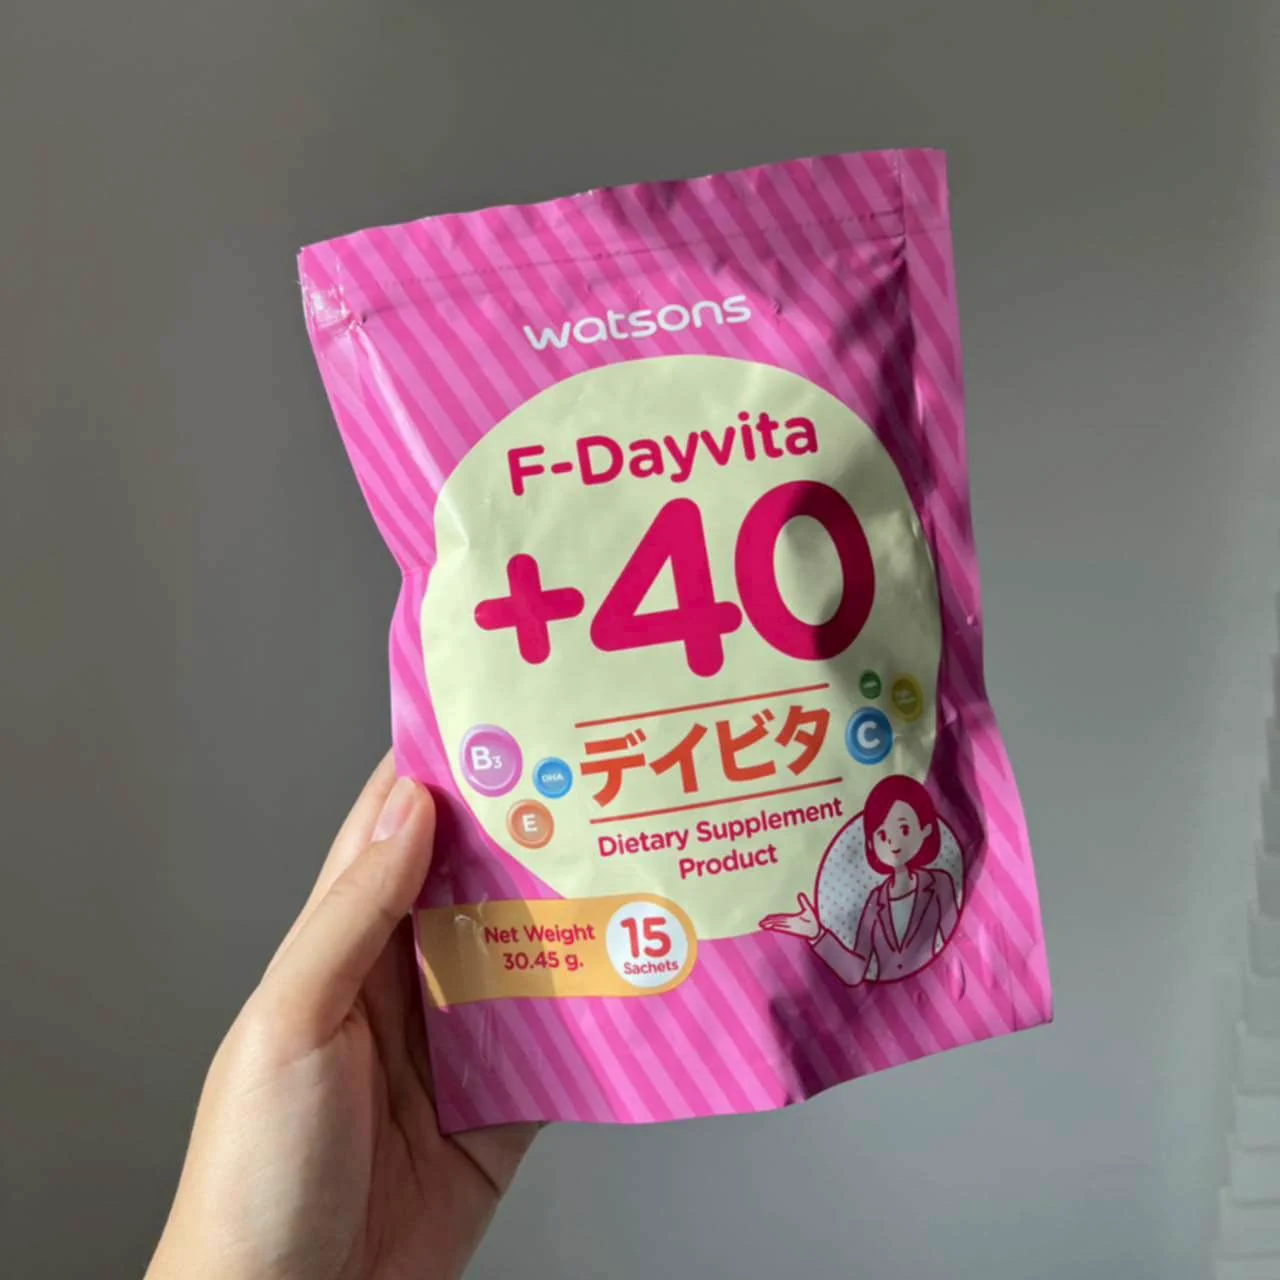 watsons
F-Dayvita
+40
デイビタ
B3
DHA
E
C
Dietary Supplement
Product
Net Weight
30.45 g.
15
Sachets